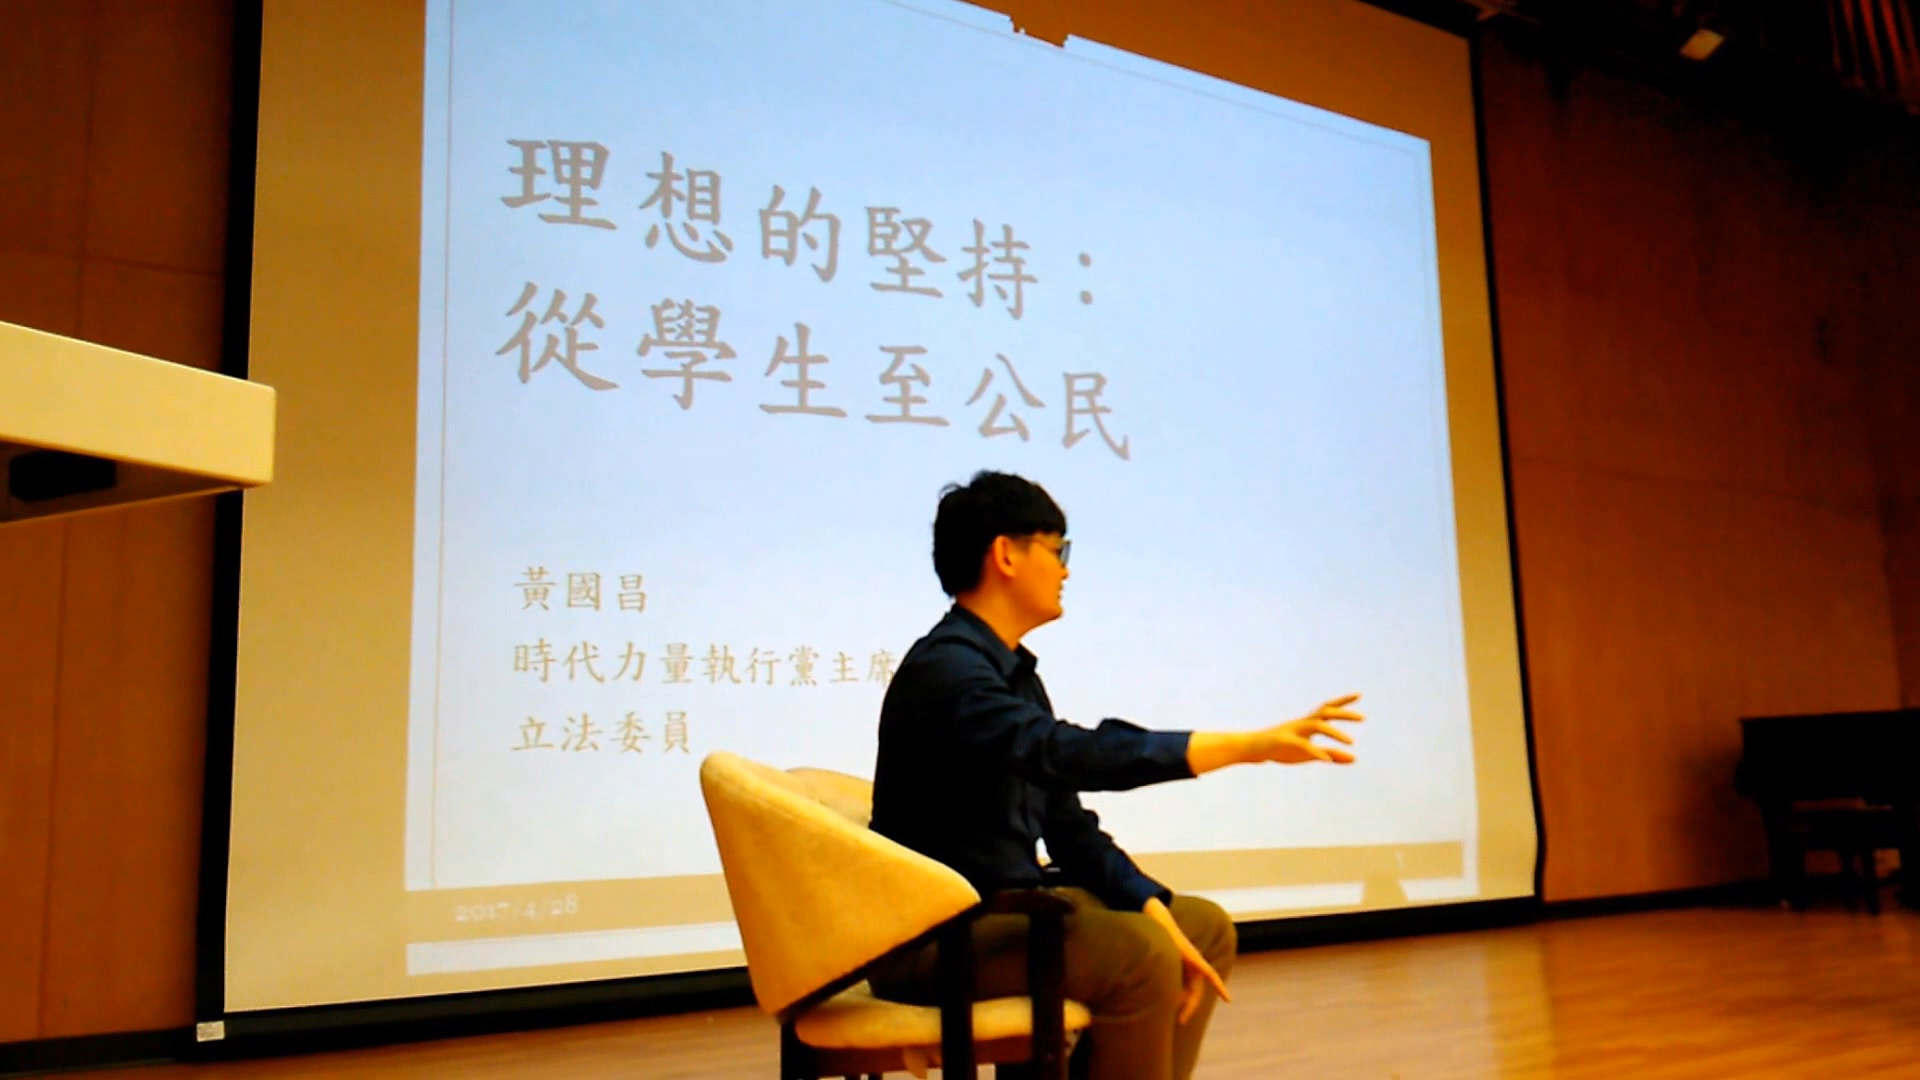 理想的堅持：
從學生至公民
黃國昌
時代力量執行黨主席
立法委員
2017/4/28